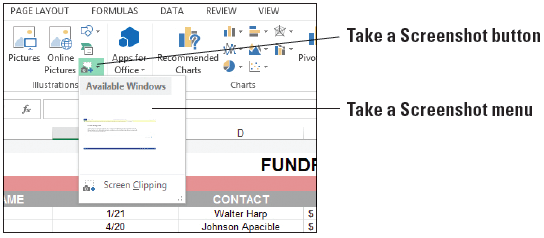 PAGE LAYOUT FORMULAS DATA REVIEW VIEW
Take a Screenshot button
Pictures Online Pictures
Apps for Office
Recommended Charts
Pivo
Illustrations
Charts
Available Windows
Take a Screenshot menu
fx
D
FUNDR
Screen Clipping
AME CONTACT
1/21 Walter Harp $
4/20 Johnson Apacible $